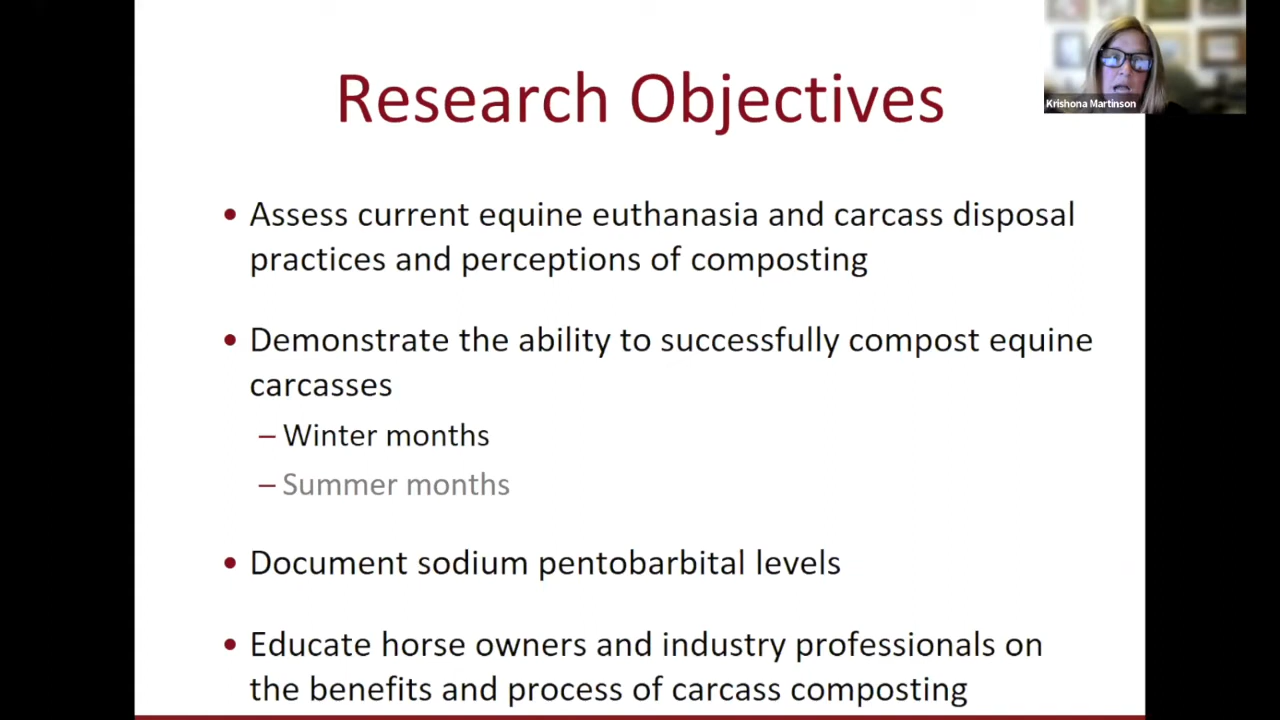 Research Objectives
Krishona Martinson
• Assess current equine euthanasia and carcass disposal
practices and perceptions of composting
• Demonstrate the ability to successfully compost equine
carcasses
– Winter months
– Summer months
• Document sodium pentobarbital levels
• Educate horse owners and industry professionals on
the benefits and process of carcass composting